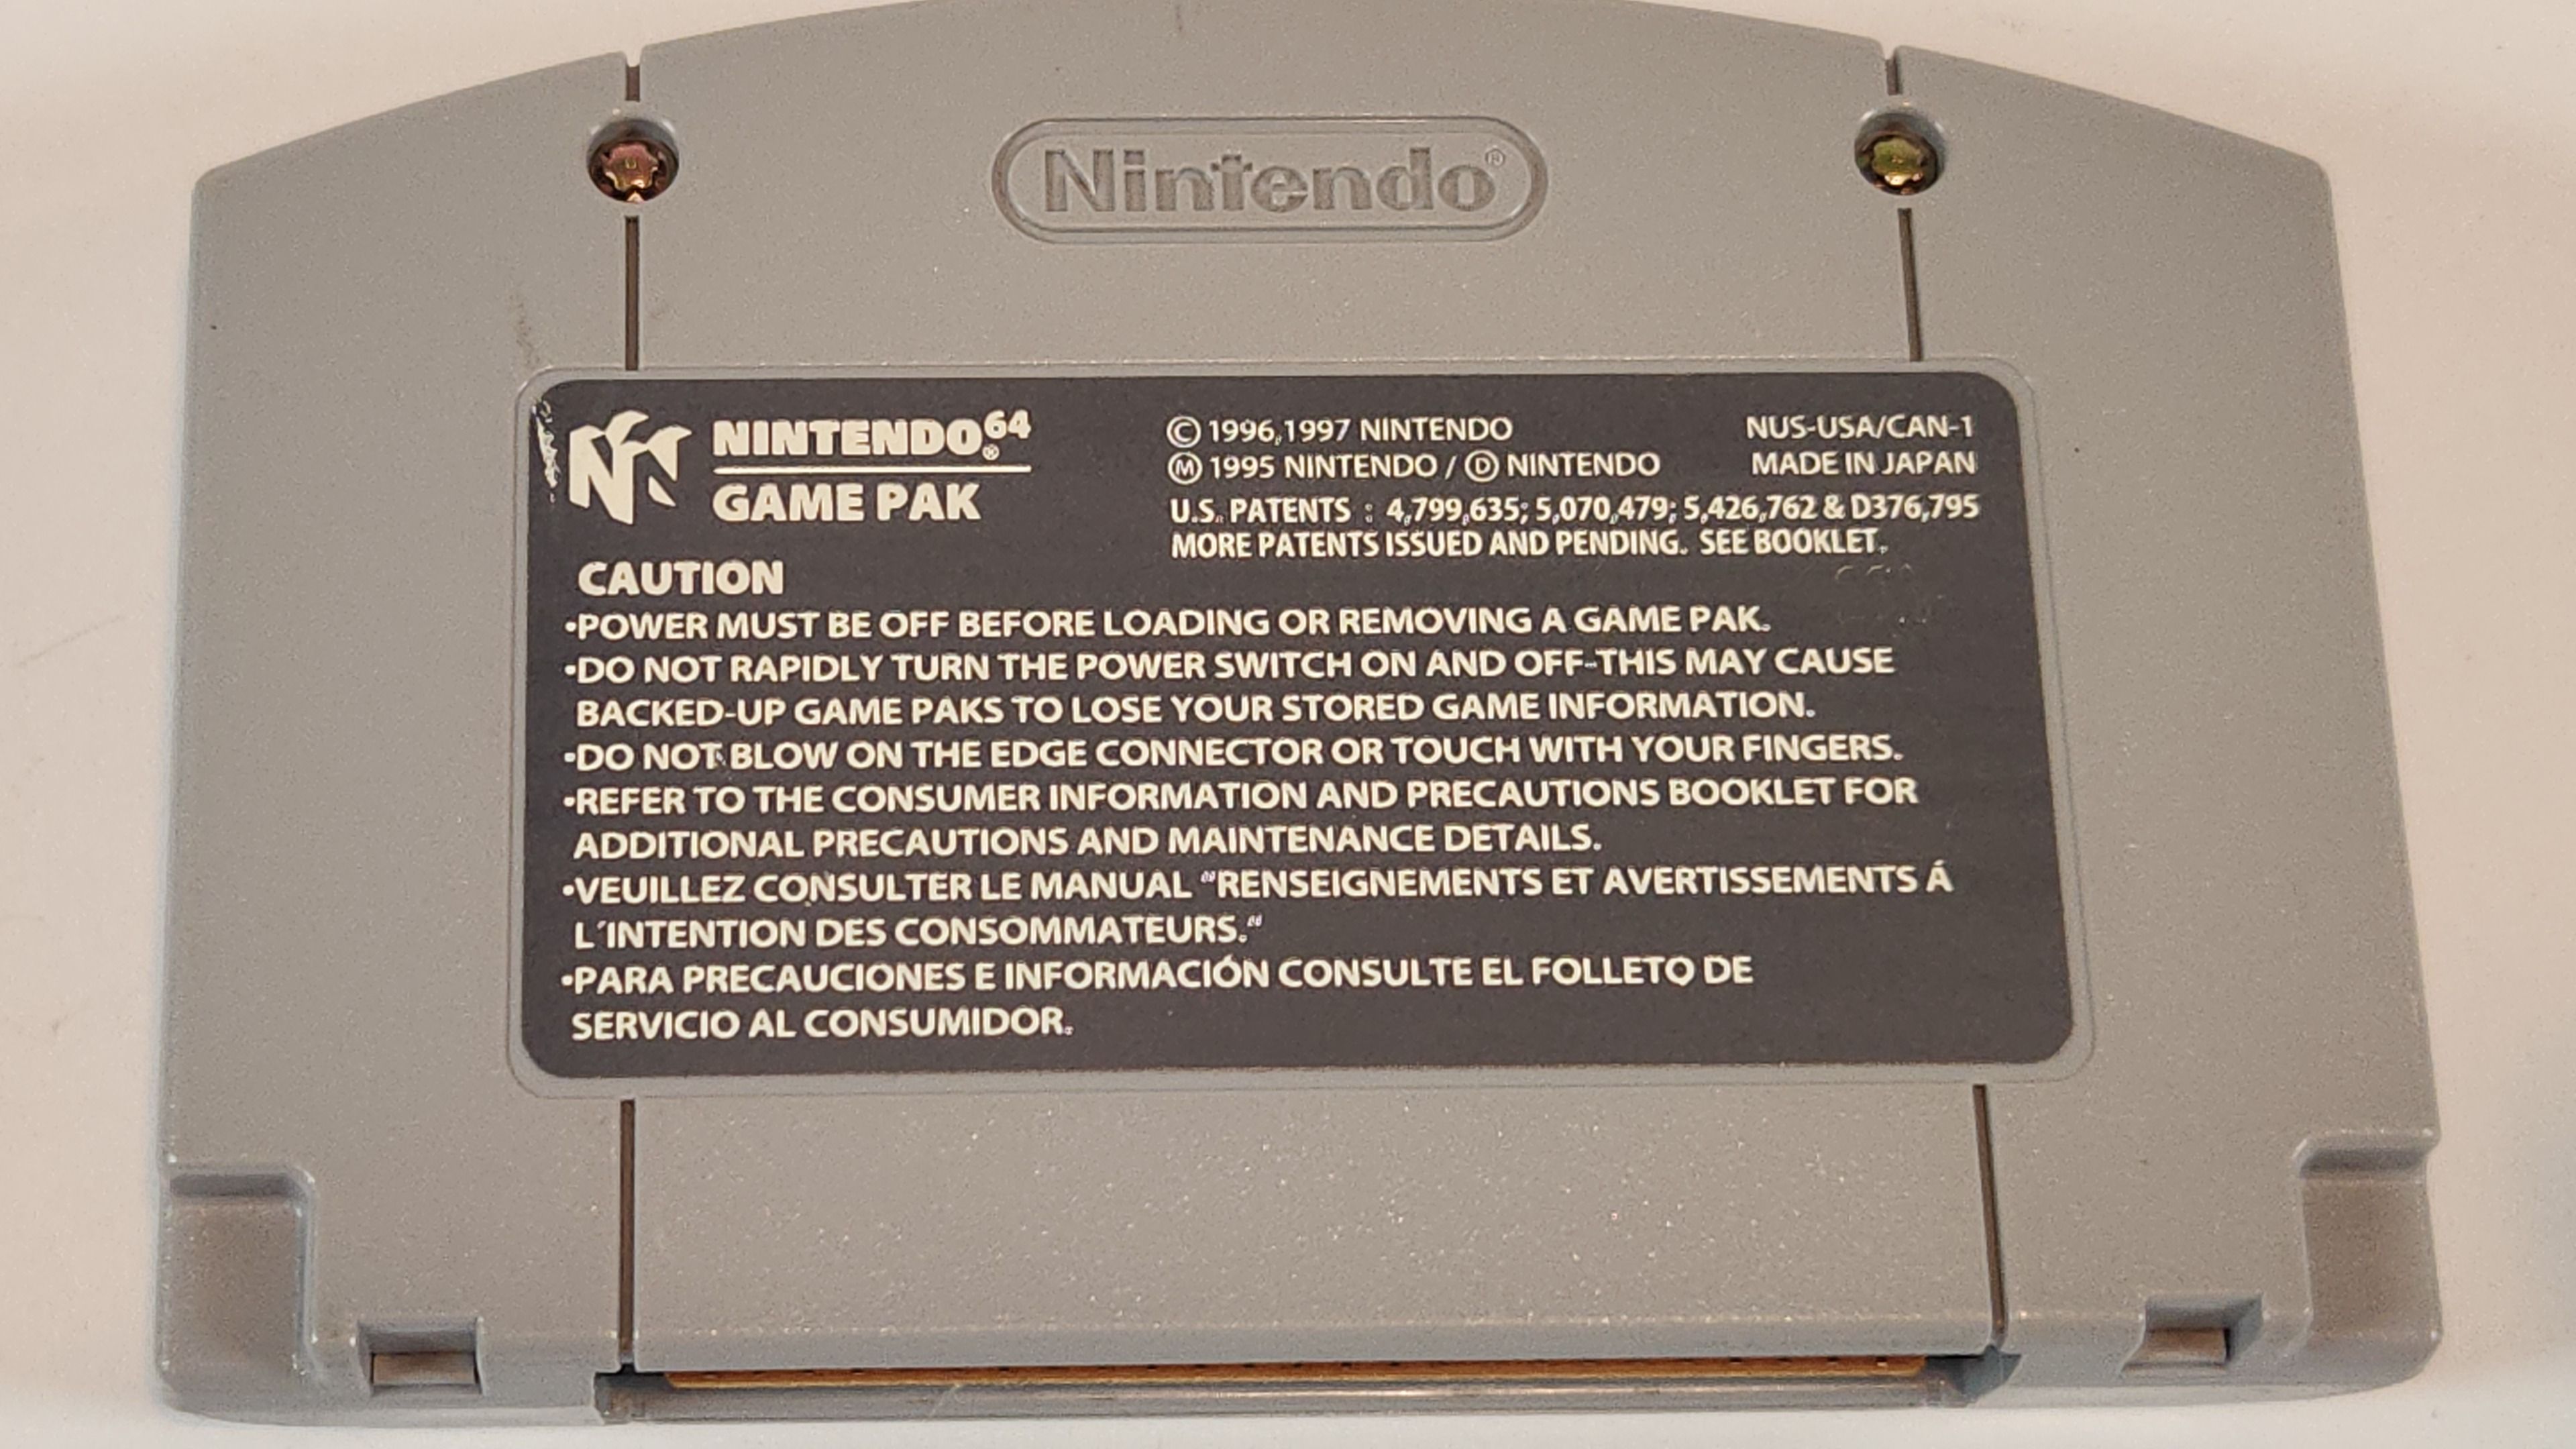 Nintendo®
NINTENDO64®
GAME PAK
© 1996,1997 NINTENDO
Ⓜ 1995 NINTENDO / Ⓓ NINTENDO
NUS-USA/CAN-1
MADE IN JAPAN
U.S. PATENTS : 4,799,635; 5,070,479; 5,426,762 & D376,795
MORE PATENTS ISSUED AND PENDING. SEE BOOKLET.
CAUTION
•POWER MUST BE OFF BEFORE LOADING OR REMOVING A GAME PAK.
•DO NOT RAPIDLY TURN THE POWER SWITCH ON AND OFF-THIS MAY CAUSE
BACKED-UP GAME PAKS TO LOSE YOUR STORED GAME INFORMATION.
•DO NOT BLOW ON THE EDGE CONNECTOR OR TOUCH WITH YOUR FINGERS.
•REFER TO THE CONSUMER INFORMATION AND PRECAUTIONS BOOKLET FOR
ADDITIONAL PRECAUTIONS AND MAINTENANCE DETAILS.
•VEUILLEZ CONSULTER LE MANUAL "RENSEIGNEMENTS ET AVERTISSEMENTS Á
L´INTENTION DES CONSOMMATEURS."
•PARA PRECAUCIONES E INFORMACIÓN CONSULTE EL FOLLETO DE
SERVICIO AL CONSUMIDOR.